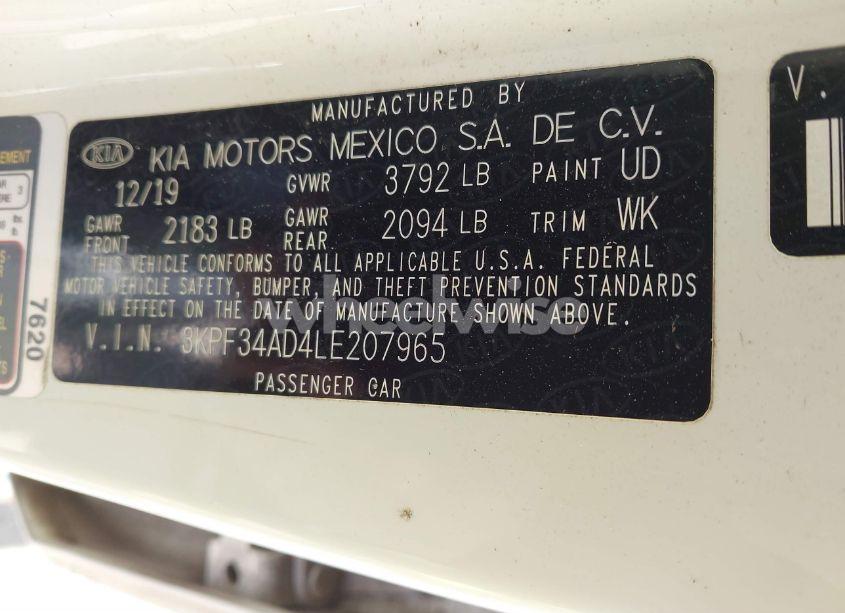 MANUFACTURED BY
KIA KIA MOTORS MEXICO S.A. DE C.V.
12/19 GVWR 3792 LB PAINT UD
GAWR FRONT 2183 LB GAWR REAR 2094 LB TRIM WK
THIS VEHICLE CONFORMS TO ALL APPLICABLE U.S.A. FEDERAL
MOTOR VEHICLE SAFETY, BUMPER, AND THEFT PREVENTION STANDARDS
IN EFFECT ON THE DATE OF MANUFACTURE SHOWN ABOVE.
V.I.N. 3KPF34AD4LE207965
PASSENGER CAR
wheelwise
7620
V.